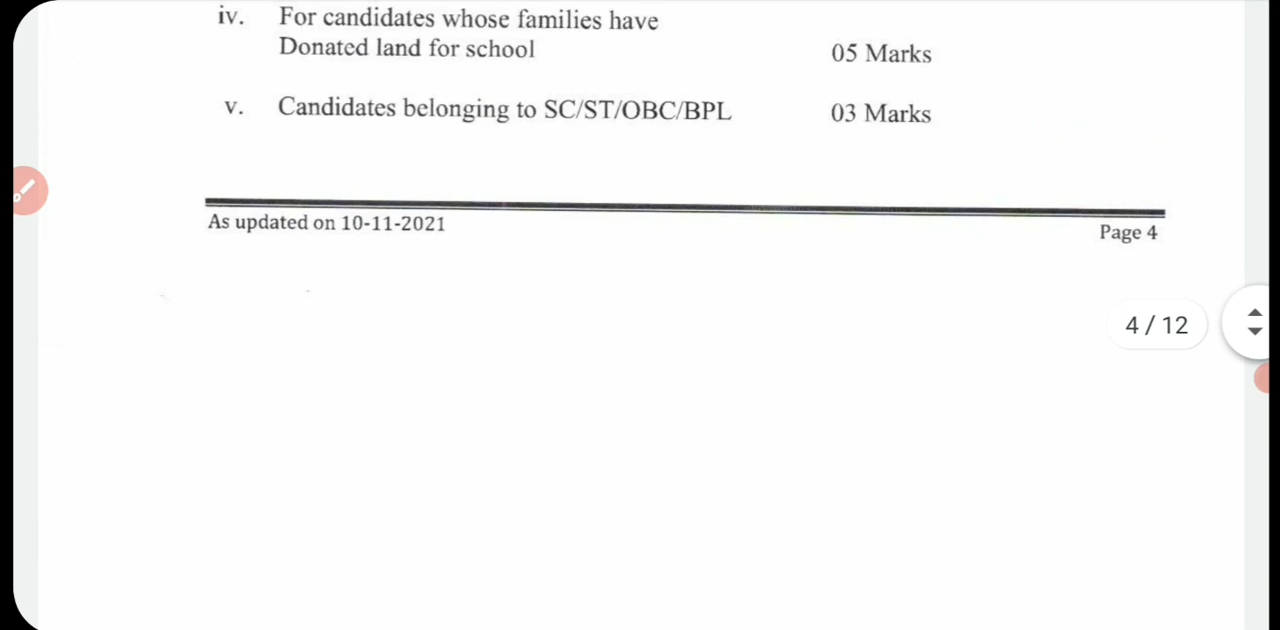 iv. For candidates whose families have
Donated land for school 05 Marks
v. Candidates belonging to SC/ST/OBC/BPL 03 Marks
As updated on 10-11-2021
Page 4
4 / 12